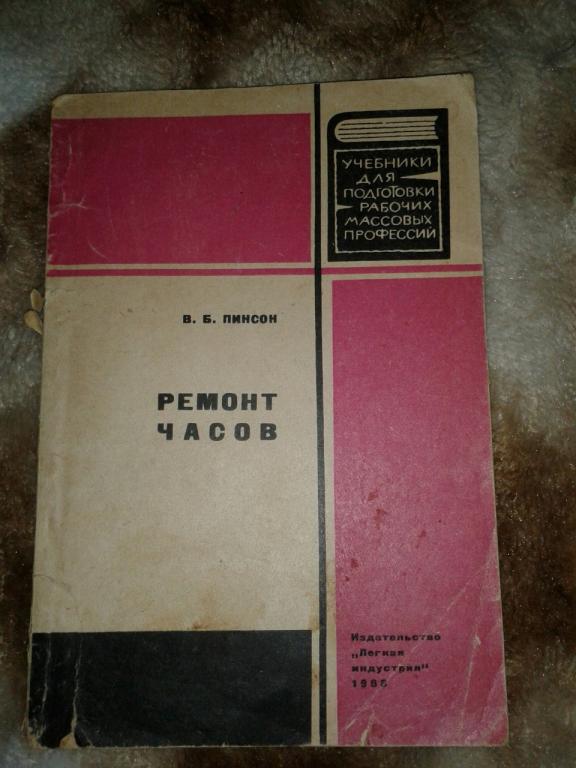 УЧЕБНИКИ
ДЛЯ
ПОДГОТОВКИ
РАБОЧИХ
МАССОВЫХ
ПРОФЕССИЙ
В. Б. ПИНСОН
РЕМОНТ
ЧАСОВ
Издательство
„Легкая
индустрия"